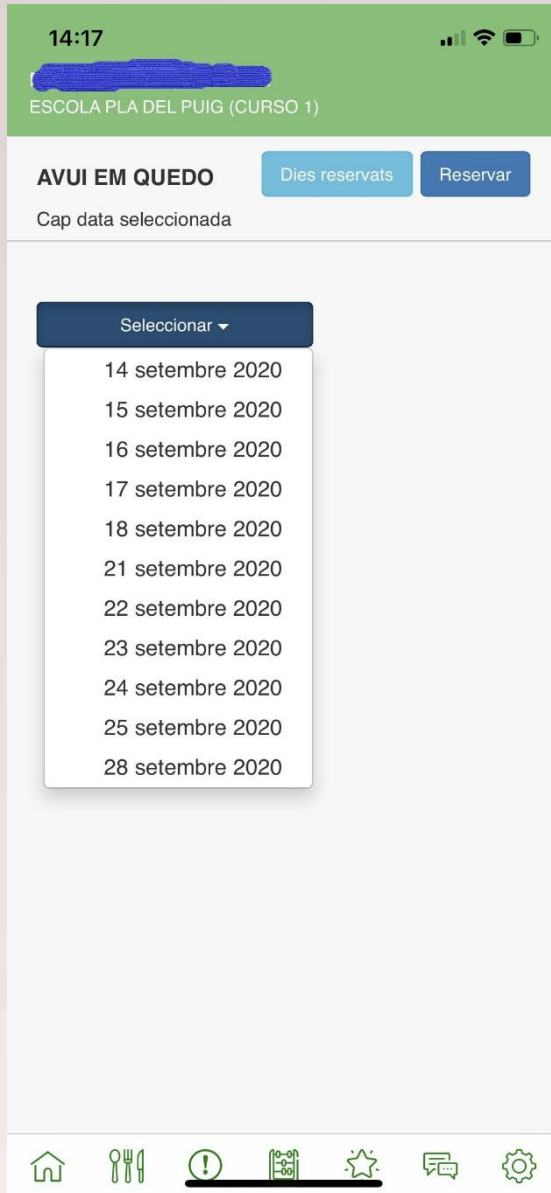 14:17
ESCOLA PLA DEL PUIG (CURSO 1)
AVUI EM QUEDO
Dies reservats
Reservar
Cap data seleccionada
Seleccionar
14 setembre 2020
15 setembre 2020
16 setembre 2020
17 setembre 2020
18 setembre 2020
21 setembre 2020
22 setembre 2020
23 setembre 2020
24 setembre 2020
25 setembre 2020
28 setembre 2020